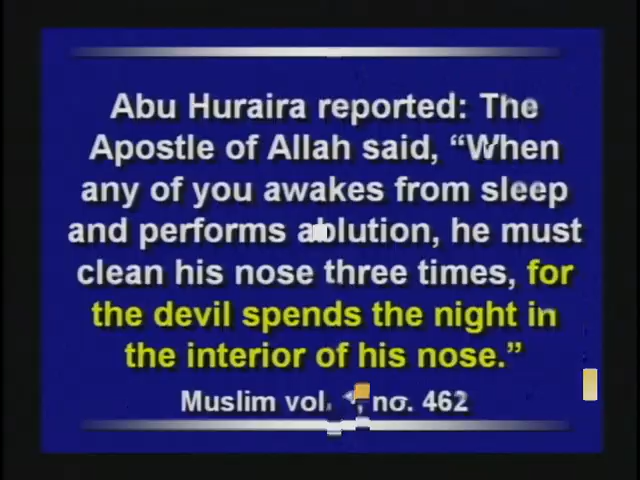 Abu Huraira reported: The
Apostle of Allah said, “When
any of you awakes from sleep
and performs ablution, he must
clean his nose three times, for
the devil spends the night in
the interior of his nose.”
Muslim vol. , no. 462